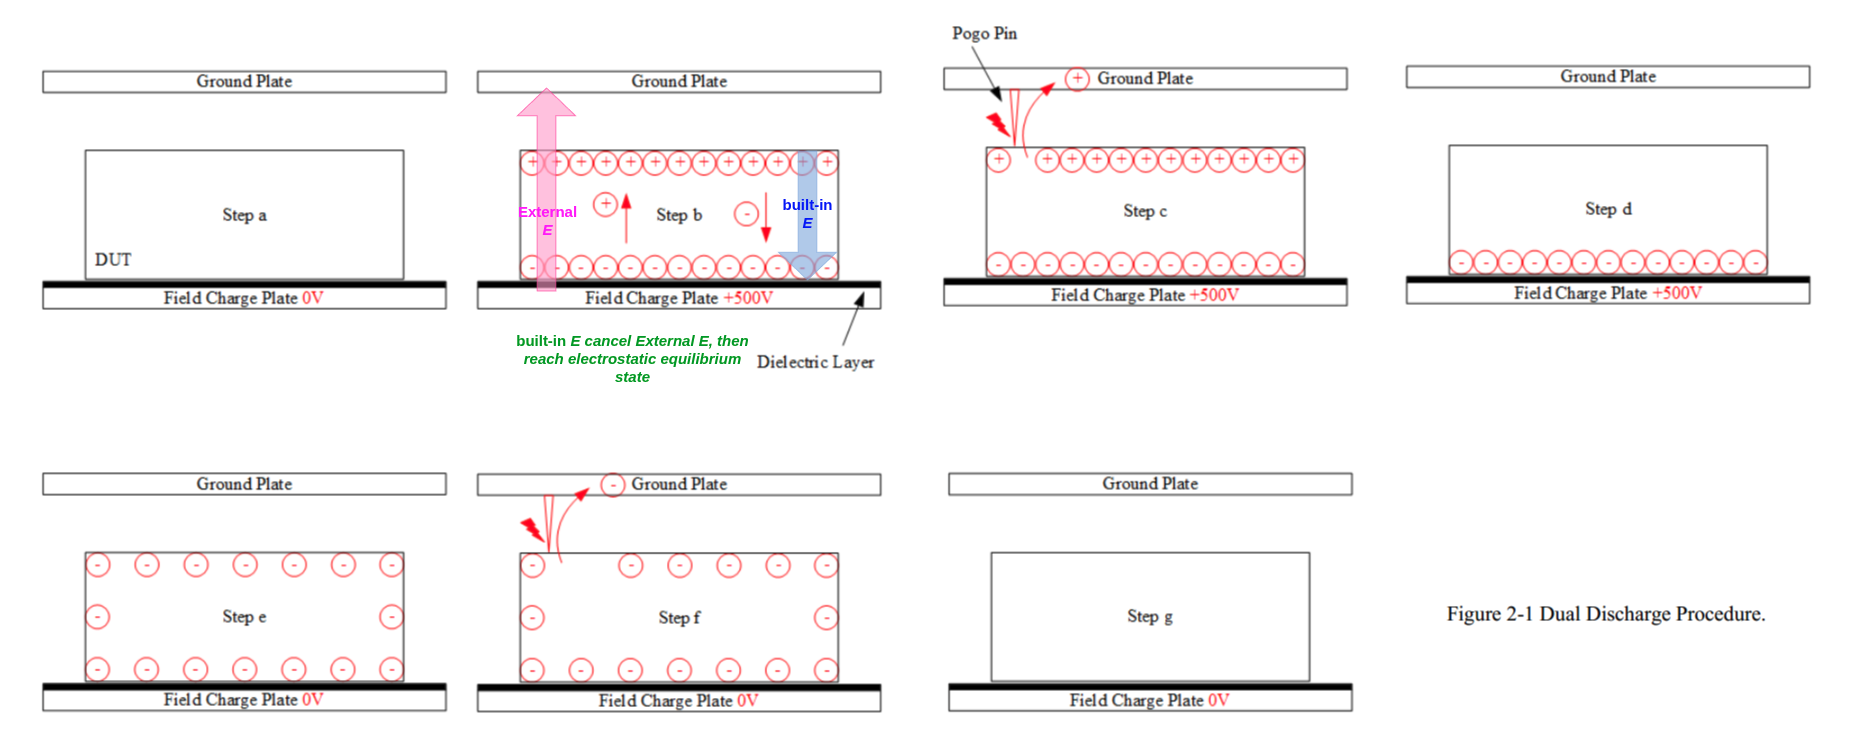 Pogo Pin
Ground Plate
Ground Plate
+ Ground Plate
Ground Plate
+ + + + + + + + + + + + +
+ + + + + + + + + + + +
Step a
External
E
+
Step b
-
built-in
E
Step c
Step d
DUT
- - - - - - - - - - - - -
- - - - - - - - - - - - -
- - - - - - - - - - - - -
Field Charge Plate 0V
Field Charge Plate +500V
Field Charge Plate +500V
Field Charge Plate +500V
built-in E cancel External E, then
reach electrostatic equilibrium
state
Dielectric Layer
Ground Plate
- Ground Plate
Ground Plate
- - - - - - -
- - - - - -
- Step e -
- Step f -
Step g
- - - - - - -
- - - - - - -
Field Charge Plate 0V
Field Charge Plate 0V
Field Charge Plate 0V
Figure 2-1 Dual Discharge Procedure.